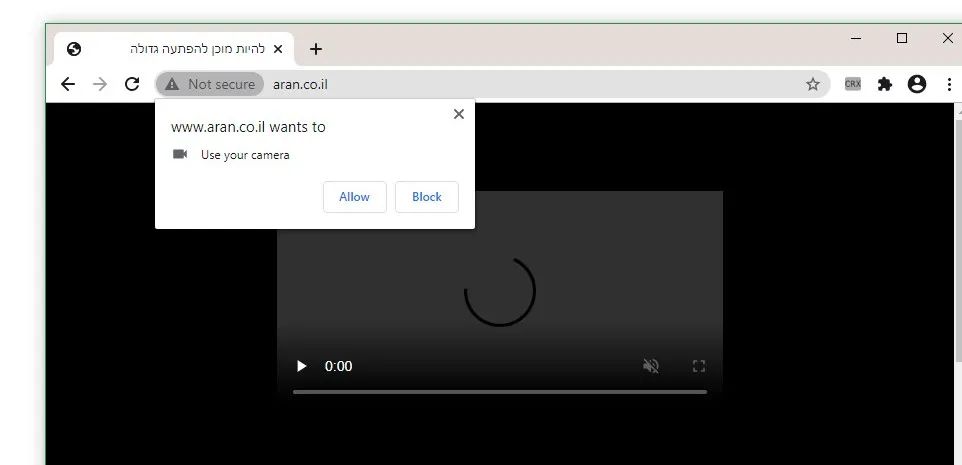 להיות מוכן להפתעה גדולה
Not secure
aran.co.il
CRX
www.aran.co.il wants to
Use your camera
Allow
Block
0:00